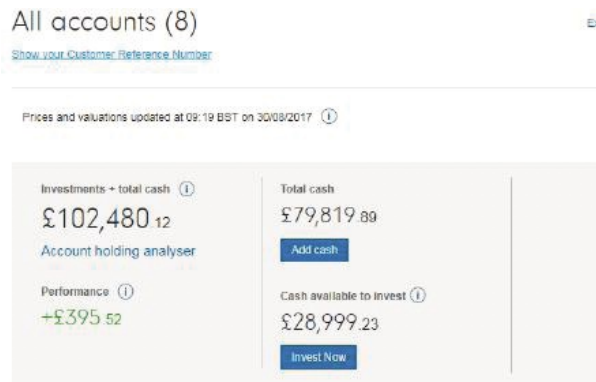 All accounts (8)
Show your Customer Reference Number
Prices and valuations updated at 09:19 BST on 30/08/2017
Investments + total cash
£102,480.12
Account holding analyser
Performance
+£395.52
Total cash
£79,819.89
Add cash
Cash available to invest
£28,999.23
Invest Now